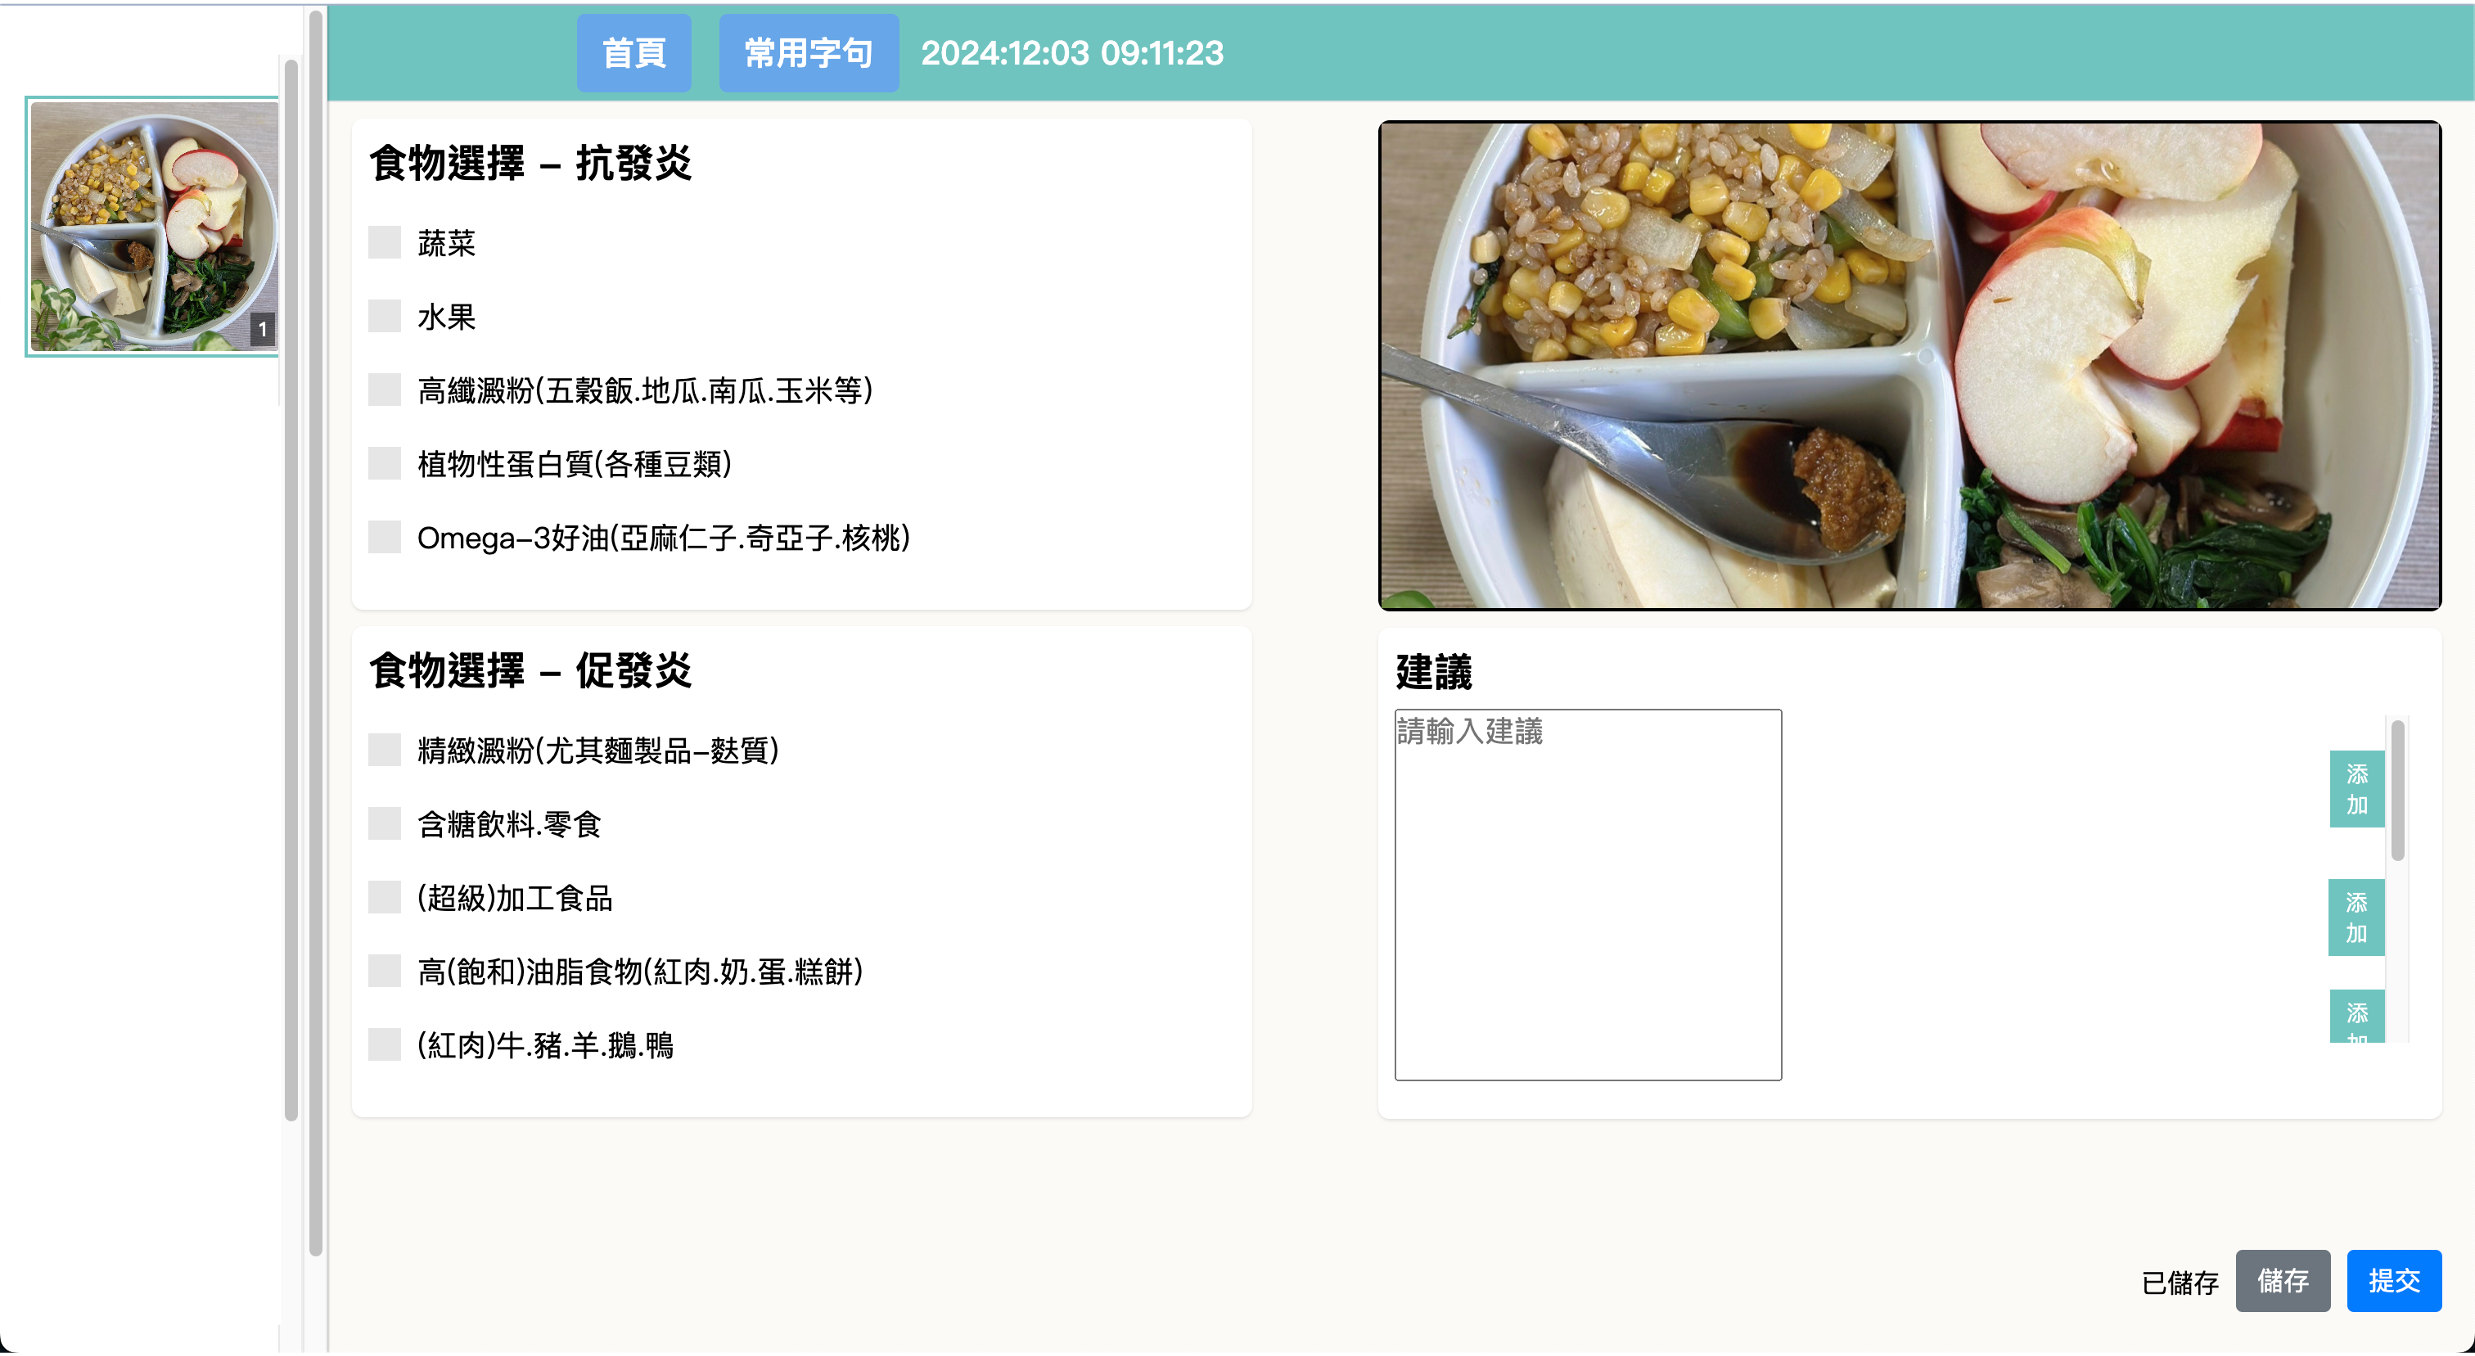 首頁
常用字句
2024:12:03 09:11:23
1
食物選擇 – 抗發炎
蔬菜
水果
高纖澱粉(五穀飯.地瓜.南瓜.玉米等)
植物性蛋白質(各種豆類)
Omega-3好油(亞麻仁子.奇亞子.核桃)
食物選擇 – 促發炎
精緻澱粉(尤其麵製品-麩質)
含糖飲料.零食
(超級)加工食品
高(飽和)油脂食物(紅肉.奶.蛋.糕餅)
(紅肉)牛.豬.羊.鵝.鴨
建議
請輸入建議
添
加
添
加
添
加
已儲存
儲存
提交